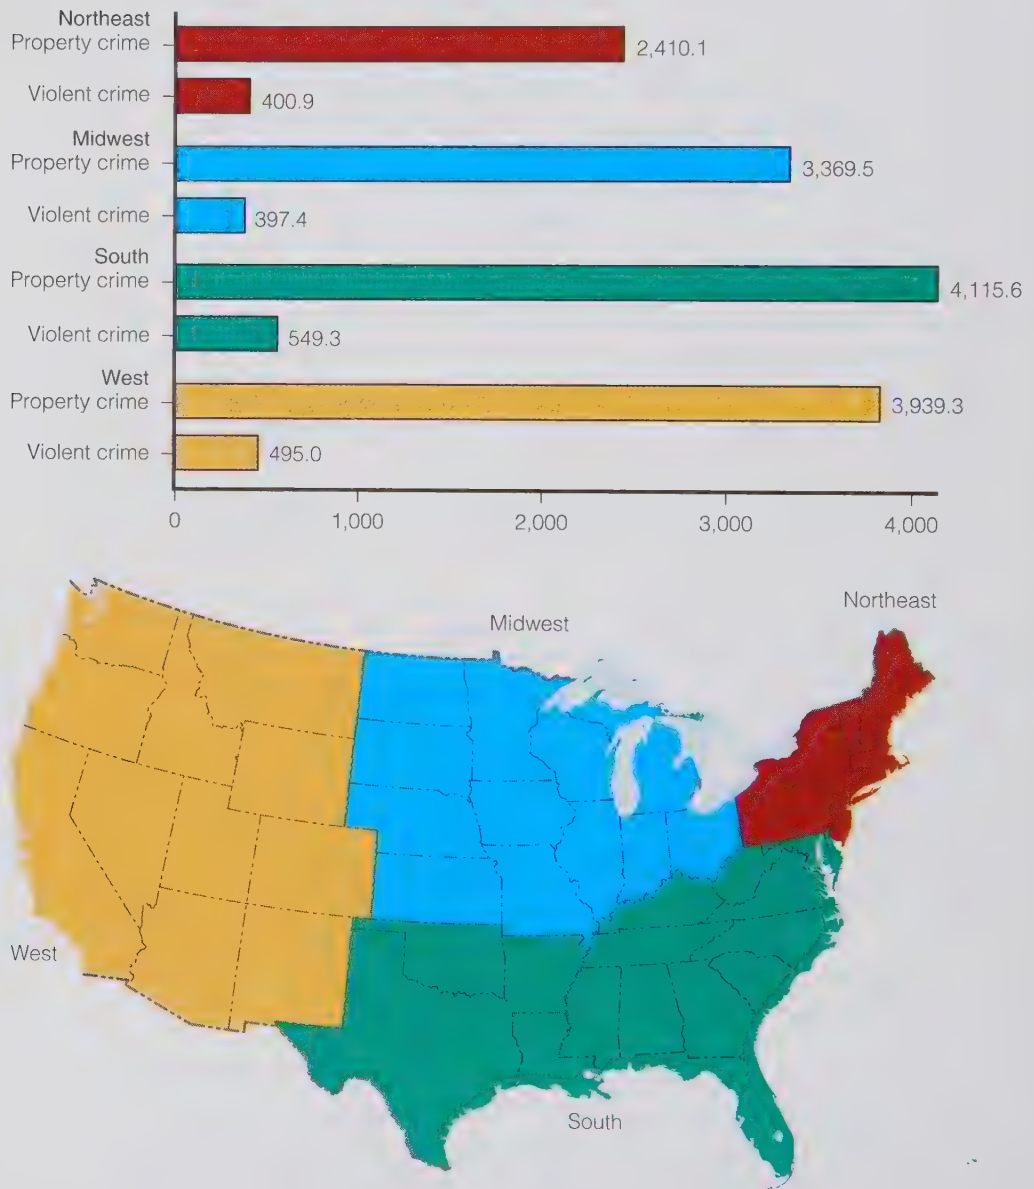 Northeast
Property crime
2,410.1
Violent crime
400.9
Midwest
Property crime
3,369.5
Violent crime
397.4
South
Property crime
4,115.6
Violent crime
549.3
West
Property crime
3,939.3
Violent crime
495.0
0 1,000 2,000 3,000 4,000
Northeast
Midwest
West
South